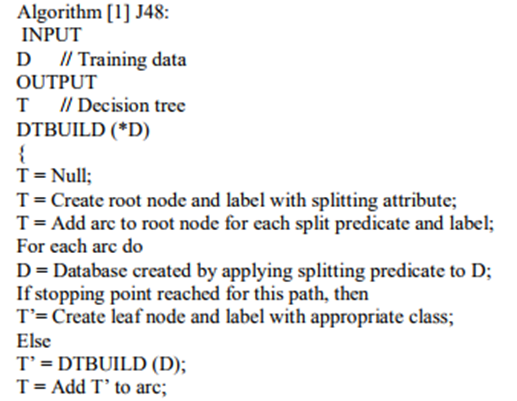 Algorithm [1] J48:
INPUT
D // Training data
OUTPUT
T // Decision tree
DTBUILD (*D)
{
T = Null;
T = Create root node and label with splitting attribute;
T = Add arc to root node for each split predicate and label;
For each arc do
D = Database created by applying splitting predicate to D;
If stopping point reached for this path, then
T’= Create leaf node and label with appropriate class;
Else
T’ = DTBUILD (D);
T = Add T’ to arc;